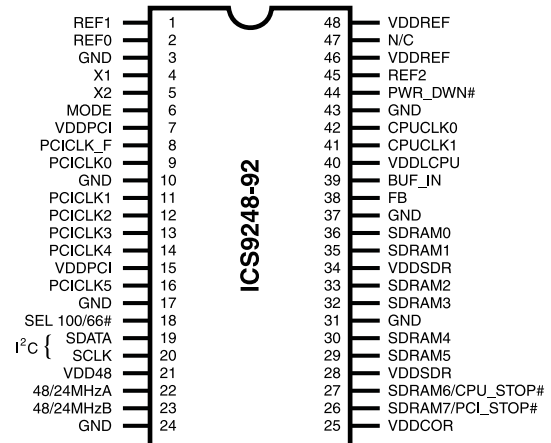 REF1 1 48 VDDREF
REF0 2 47 N/C
GND 3 46 VDDREF
X1 4 45 REF2
X2 5 44 PWR_DWN#
MODE 6 43 GND
VDDPCI 7 42 CPUCLK0
PCICLK_F 8 41 CPUCLK1
PCICLK0 9 40 VDDLCPU
GND 10 39 BUF_IN
PCICLK1 11 38 FB
PCICLK2 12 37 GND
PCICLK3 13 36 SDRAM0
PCICLK4 14 35 SDRAM1
VDDPCI 15 34 VDDSDR
PCICLK5 16 33 SDRAM2
GND 17 32 SDRAM3
SEL 100/66# 18 31 GND
I²C { SDATA 19 30 SDRAM4
SCLK 20 29 SDRAM5
VDD48 21 28 VDDSDR
48/24MHzA 22 27 SDRAM6/CPU_STOP#
48/24MHzB 23 26 SDRAM7/PCI_STOP#
GND 24 25 VDDCOR
ICS9248-92